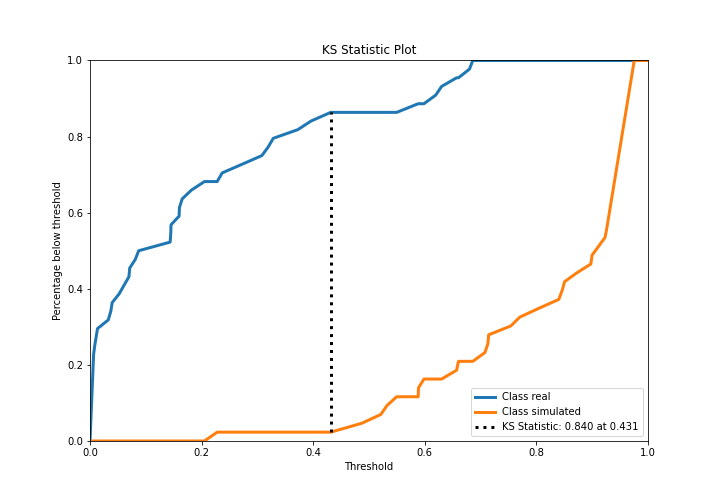 KS Statistic Plot
Percentage below threshold
1.0
0.8
0.6
0.4
0.2
0.0
0.0 0.2 0.4 0.6 0.8 1.0
Threshold
Class real
Class simulated
KS Statistic: 0.840 at 0.431